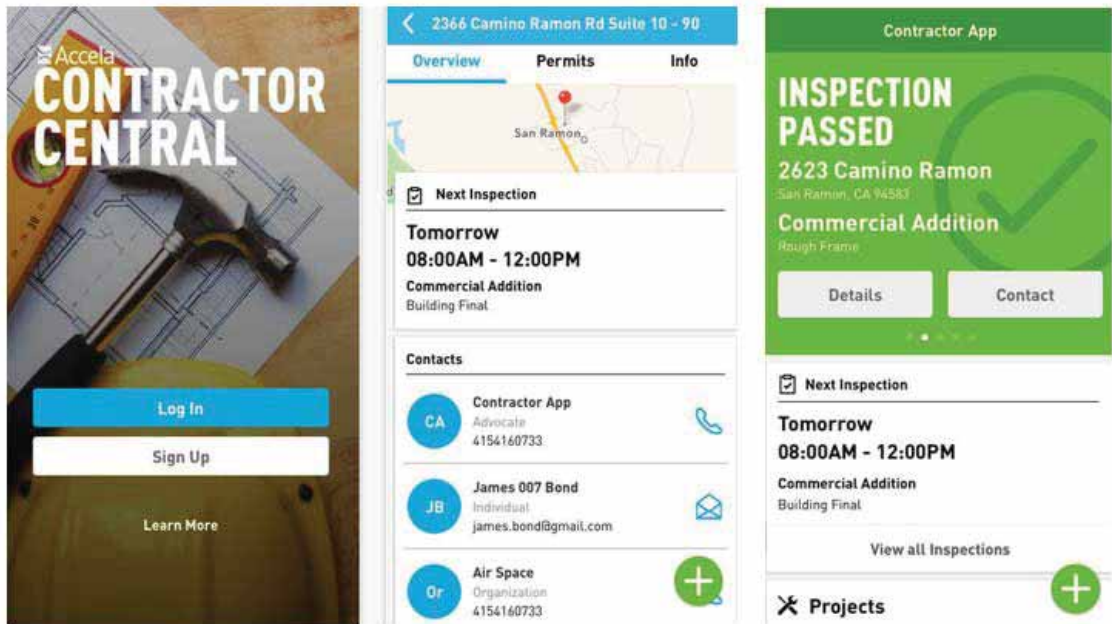 Accela
CONTRACTOR
CENTRAL
Log In
Sign Up
Learn More
2366 Camino Ramon Rd Suite 10 - 90
Overview Permits Info
San Ramon
Next Inspection
Tomorrow
08:00AM - 12:00PM
Commercial Addition
Building Final
Contacts
CA
Contractor App
Advocate
4154160733
JB
James 007 Bond
Individual
james.bond@gmail.com
Or
Air Space
Organization
4154160733
Contractor App
INSPECTION
PASSED
2623 Camino Ramon
San Ramon, CA 94583
Commercial Addition
Rough Frame
Details Contact
Next Inspection
Tomorrow
08:00AM - 12:00PM
Commercial Addition
Building Final
View all Inspections
Projects